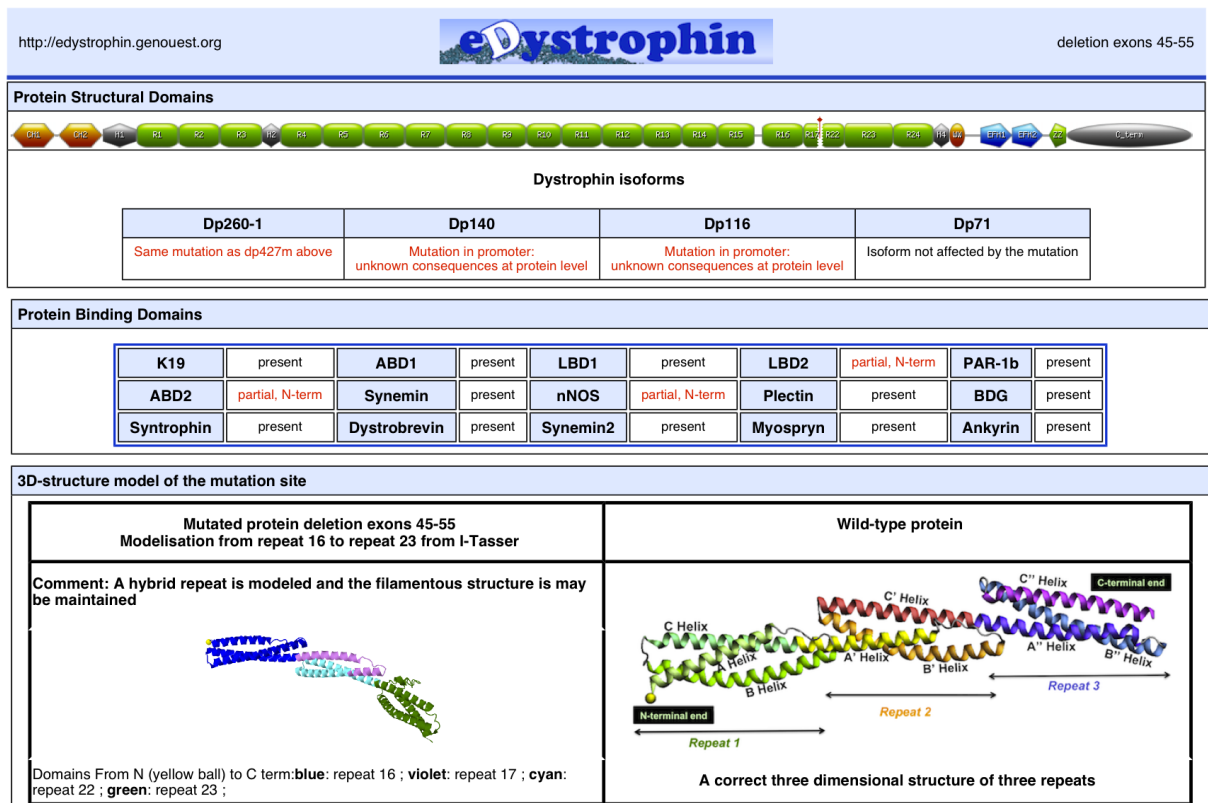 http://edystrophin.genouest.org
eDystrophin
deletion exons 45-55
Protein Structural Domains
CH1 CH2 H1 R1 R2 R3 H2 R4 R5 R6 R7 R8 R9 R10 R11 R12 R13 R14 R15 R16 R17 R22 R23 R24 H4 WX EFH1 EFH2 ZZ C_term
Dystrophin isoforms
Dp260-1 Dp140 Dp116 Dp71
Same mutation as dp427m above Mutation in promoter: Mutation in promoter: Isoform not affected by the mutation
unknown consequences at protein level unknown consequences at protein level
Protein Binding Domains
K19 present ABD1 present LBD1 present LBD2 partial, N-term PAR-1b present
ABD2 partial, N-term Synemin present nNOS partial, N-term Plectin present BDG present
Syntrophin present Dystrobrevin present Synemin2 present Myospryn present Ankyrin present
3D-structure model of the mutation site
Mutated protein deletion exons 45-55
Modelisation from repeat 16 to repeat 23 from I-Tasser
Wild-type protein
Comment: A hybrid repeat is modeled and the filamentous structure is may
be maintained
Domains From N (yellow ball) to C term:blue: repeat 16 ; violet: repeat 17 ; cyan:
repeat 22 ; green: repeat 23 ;
C'' Helix
C-terminal end
C' Helix
C Helix
A Helix
B Helix
A' Helix
B' Helix
A'' Helix
B'' Helix
Repeat 3
Repeat 2
N-terminal end
Repeat 1
A correct three dimensional structure of three repeats